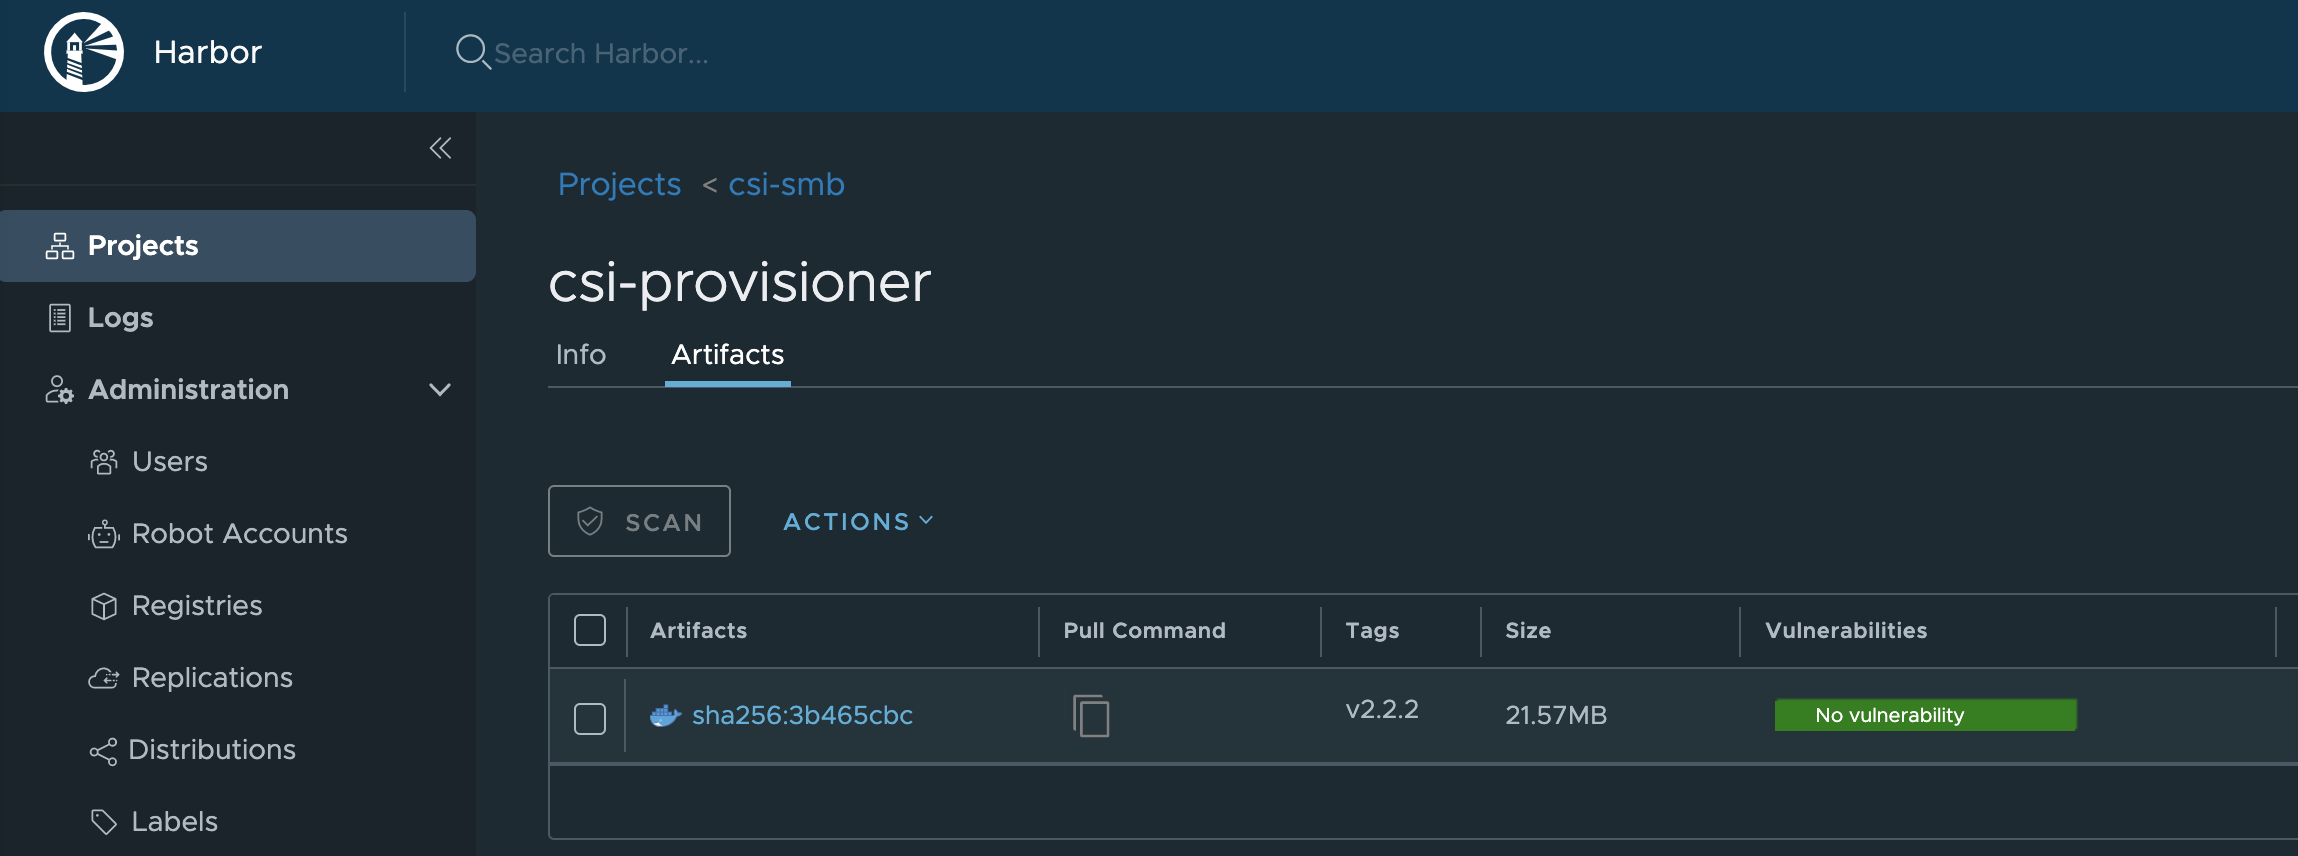 Harbor
Search Harbor...
Projects
Logs
Administration
Users
Robot Accounts
Registries
Replications
Distributions
Labels
Projects < csi-smb
csi-provisioner
Info Artifacts
SCAN ACTIONS
Artifacts Pull Command Tags Size Vulnerabilities
sha256:3b465cbc v2.2.2 21.57MB No vulnerability